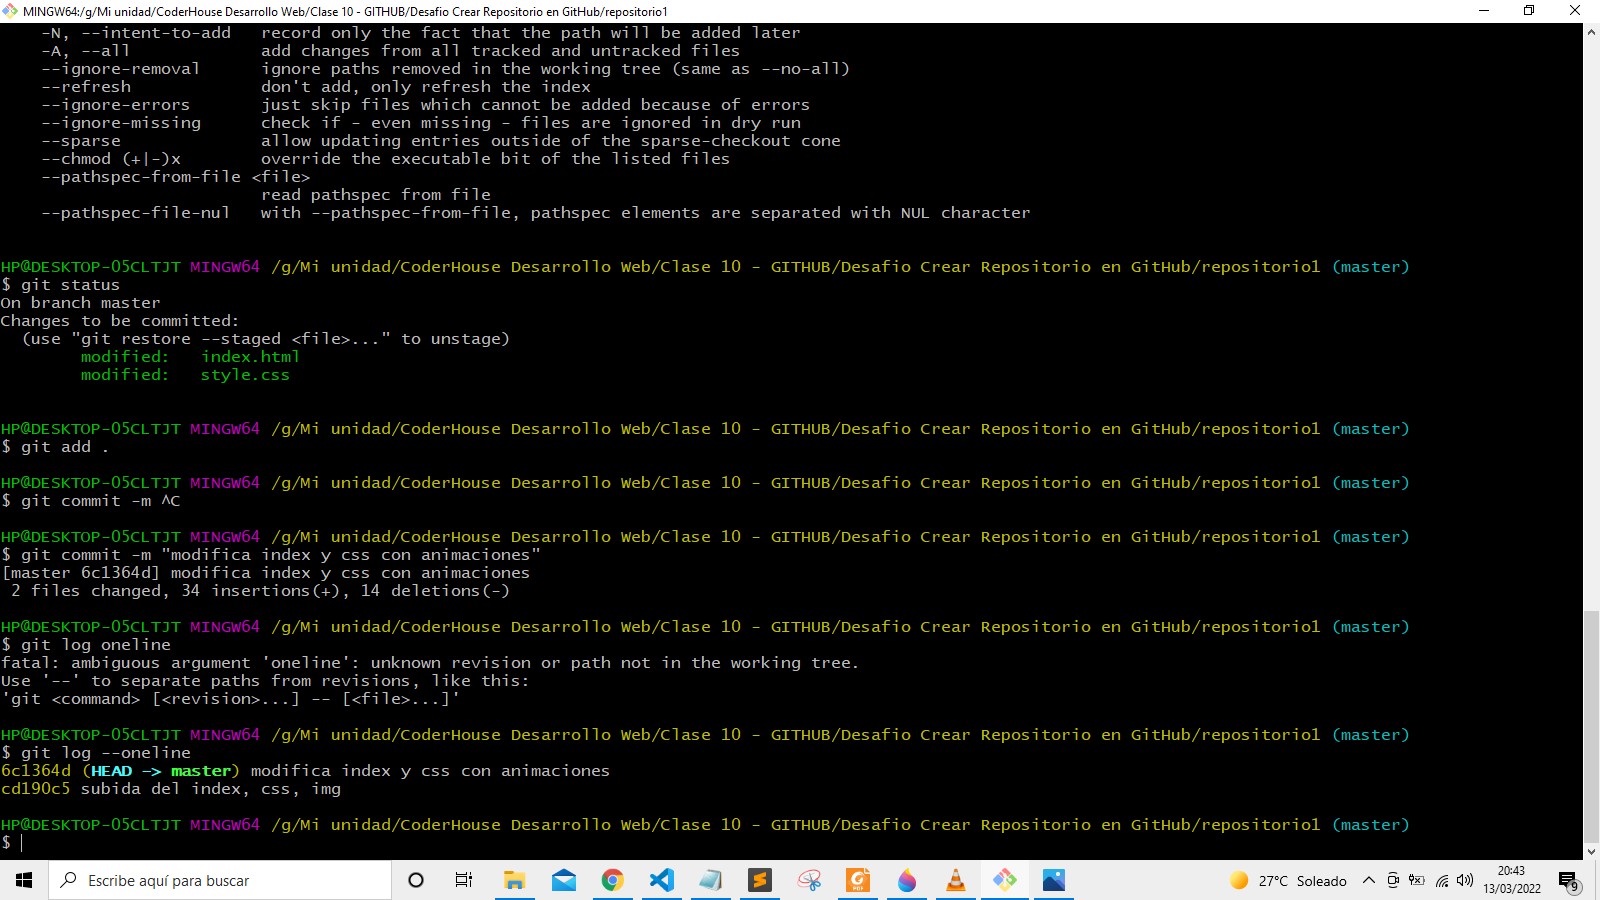 MINGW64:/g/Mi unidad/CoderHouse Desarrollo Web/Clase 10 - GITHUB/Desafio Crear Repositorio en GitHub/repositorio1
-N, --intent-to-add   record only the fact that the path will be added later
-A, --all             add changes from all tracked and untracked files
--ignore-removal      ignore paths removed in the working tree (same as --no-all)
--refresh             don't add, only refresh the index
--ignore-errors       just skip files which cannot be added because of errors
--ignore-missing      check if - even missing - files are ignored in dry run
--sparse              allow updating entries outside of the sparse-checkout cone
--chmod (+|-)x        override the executable bit of the listed files
--pathspec-from-file <file>
read pathspec from file
--pathspec-file-nul   with --pathspec-from-file, pathspec elements are separated with NUL character
HP@DESKTOP-O5CLTJT MINGW64 /g/Mi unidad/CoderHouse Desarrollo Web/Clase 10 - GITHUB/Desafio Crear Repositorio en GitHub/repositorio1 (master)
$ git status
On branch master
Changes to be committed:
(use "git restore --staged <file>..." to unstage)
modified:   index.html
modified:   style.css
HP@DESKTOP-O5CLTJT MINGW64 /g/Mi unidad/CoderHouse Desarrollo Web/Clase 10 - GITHUB/Desafio Crear Repositorio en GitHub/repositorio1 (master)
$ git add .
HP@DESKTOP-O5CLTJT MINGW64 /g/Mi unidad/CoderHouse Desarrollo Web/Clase 10 - GITHUB/Desafio Crear Repositorio en GitHub/repositorio1 (master)
$ git commit -m ^C
HP@DESKTOP-O5CLTJT MINGW64 /g/Mi unidad/CoderHouse Desarrollo Web/Clase 10 - GITHUB/Desafio Crear Repositorio en GitHub/repositorio1 (master)
$ git commit -m "modifica index y css con animaciones"
[master 6c1364d] modifica index y css con animaciones
2 files changed, 34 insertions(+), 14 deletions(-)
HP@DESKTOP-O5CLTJT MINGW64 /g/Mi unidad/CoderHouse Desarrollo Web/Clase 10 - GITHUB/Desafio Crear Repositorio en GitHub/repositorio1 (master)
$ git log oneline
fatal: ambiguous argument 'oneline': unknown revision or path not in the working tree.
Use '--' to separate paths from revisions, like this:
'git <command> [<revision>...] -- [<file>...]'
HP@DESKTOP-O5CLTJT MINGW64 /g/Mi unidad/CoderHouse Desarrollo Web/Clase 10 - GITHUB/Desafio Crear Repositorio en GitHub/repositorio1 (master)
$ git log --oneline
6c1364d (HEAD -> master) modifica index y css con animaciones
cd190c5 subida del index, css, img
HP@DESKTOP-O5CLTJT MINGW64 /g/Mi unidad/CoderHouse Desarrollo Web/Clase 10 - GITHUB/Desafio Crear Repositorio en GitHub/repositorio1 (master)
$
Escribe aquí para buscar
27°C Soleado
20:43
13/03/2022
9